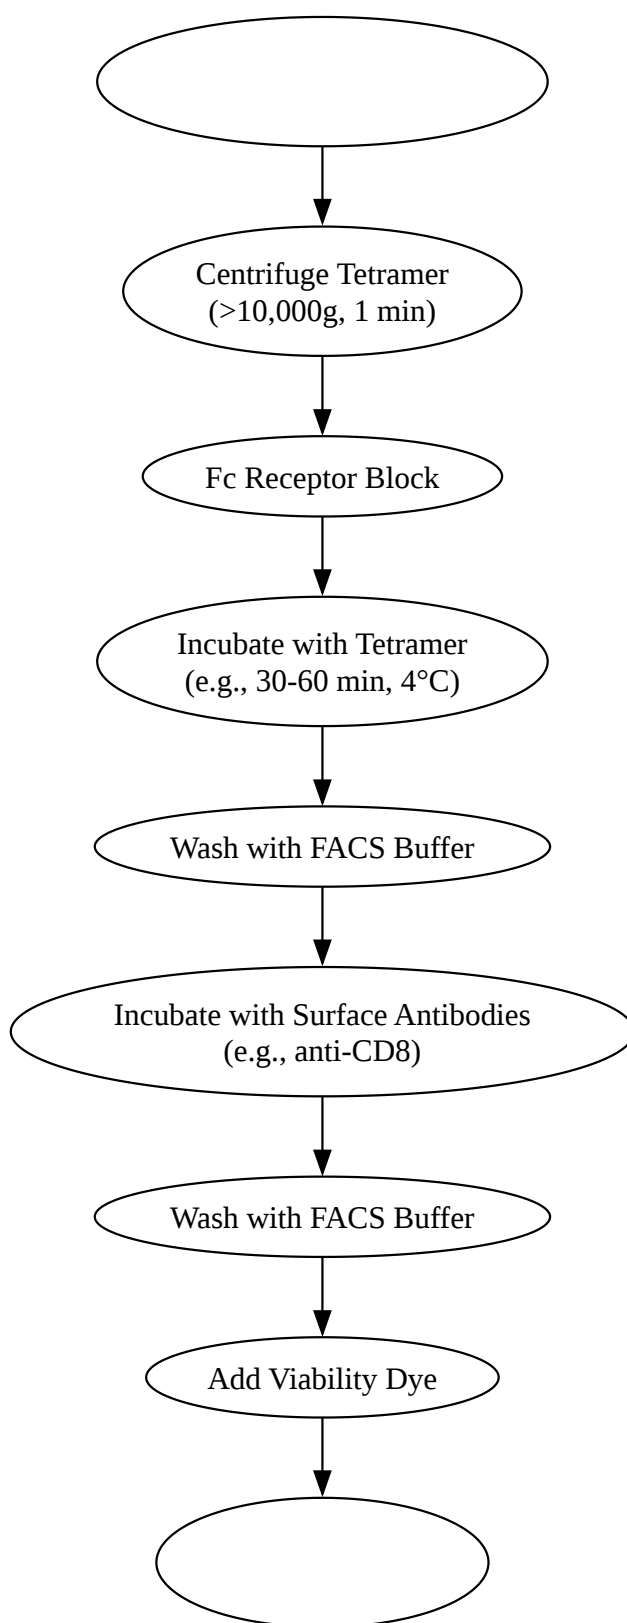 Centrifuge Tetramer
(>10,000g, 1 min)
Fc Receptor Block
Incubate with Tetramer
(e.g., 30-60 min, 4°C)
Wash with FACS Buffer
Incubate with Surface Antibodies
(e.g., anti-CD8)
Wash with FACS Buffer
Add Viability Dye